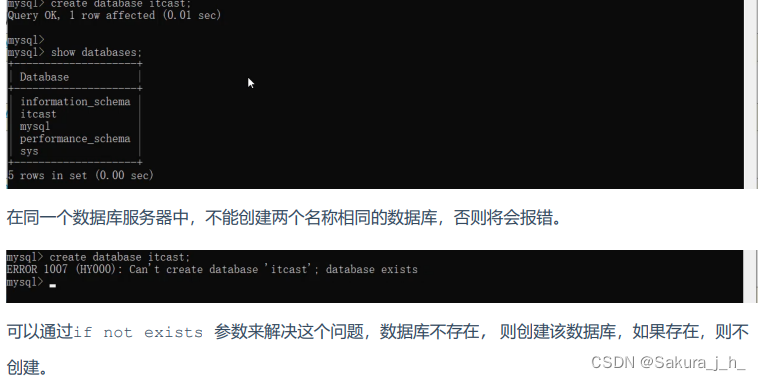 mysql> create database itcast;
Query OK, 1 row affected (0.01 sec)
mysql>
mysql> show databases;
+--------------------+
| Database           |
+--------------------+
| information_schema |
| itcast             |
| mysql              |
| performance_schema |
| sys                |
+--------------------+
5 rows in set (0.00 sec)
在同一个数据库服务器中，不能创建两个名称相同的数据库，否则将会报错。
mysql> create database itcast;
ERROR 1007 (HY000): Can't create database 'itcast'; database exists
mysql>
可以通过if not exists 参数来解决这个问题，数据库不存在， 则创建该数据库，如果存在，则不
创建。
CSDN @Sakura_j_h_